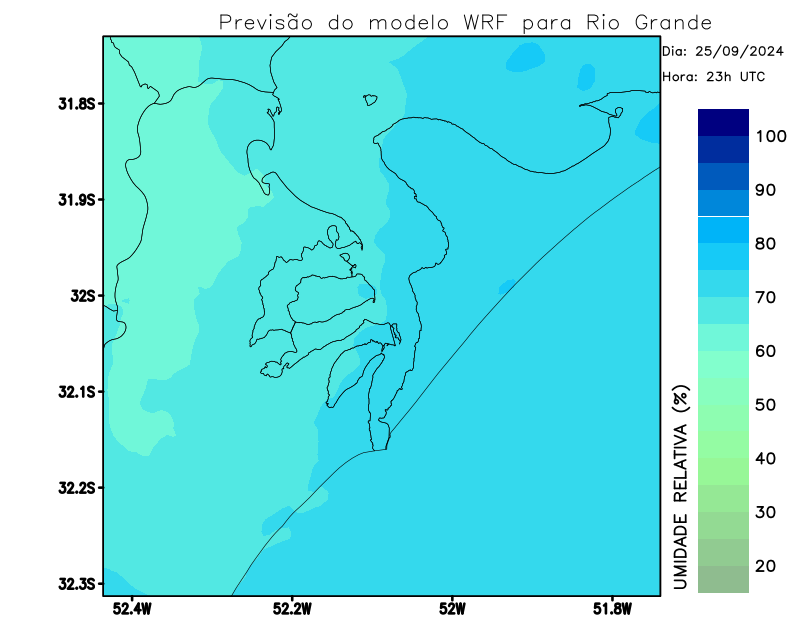 Previsão do modelo WRF para Rio Grande
Dia: 25/09/2024
Hora: 23h UTC
31.8S
31.9S
32S
32.1S
32.2S
32.3S
52.4W
52.2W
52W
51.8W
100
90
80
70
60
50
40
30
20
UMIDADE RELATIVA (%)